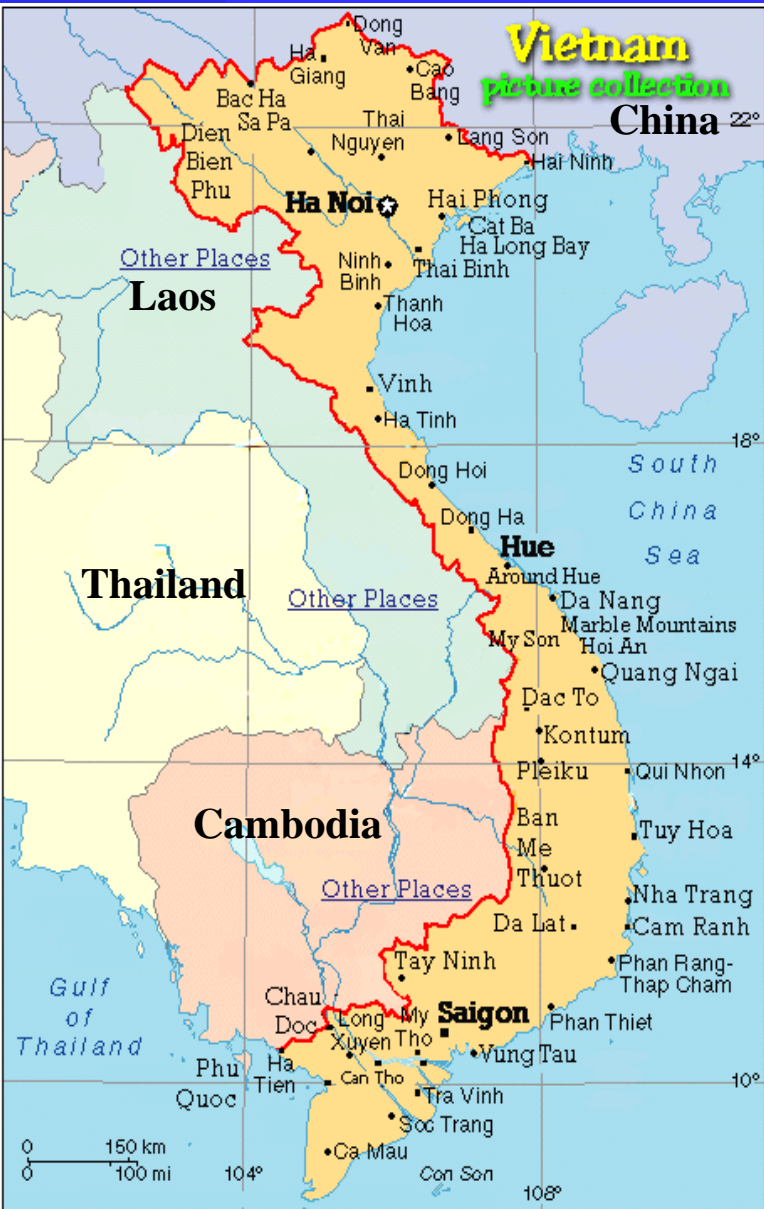 Dong
Van
Vietnam
picture collection
Ha
Giang
Cao
Bang
Bac Ha
Sa Pa
China
22°
Thai
Nguyen
Lang Son
Dien
Bien
Phu
Hai Ninh
Ha Noi
Hai Phong
Cat Ba
Ha Long Bay
Other Places
Ninh
Binh
Thai Binh
Laos
Thanh
Hoa
Vinh
Ha Tinh
18°
Dong Hoi
South
China
Sea
Dong Ha
Hue
Around Hue
Thailand
Other Places
Da Nang
Marble Mountains
My Son
Hoi An
Quang Ngai
Dac To
Kontum
14°
Pleiku
Qui Nhon
Cambodia
Ban
Me
Thuot
Tuy Hoa
Other Places
Nha Trang
Da Lat
Cam Ranh
Tay Ninh
Phan Rang-
Thap Cham
Gulf
of
Thailand
Chau
Doc
Long
Xuyen
My
Tho
Saigon
Phan Thiet
Vung Tau
Phu
Quoc
Ha
Tien
Can Tho
10°
Tra Vinh
Soc Trang
Ca Mau
0 150 km
0 100 mi
104°
Con Son
108°